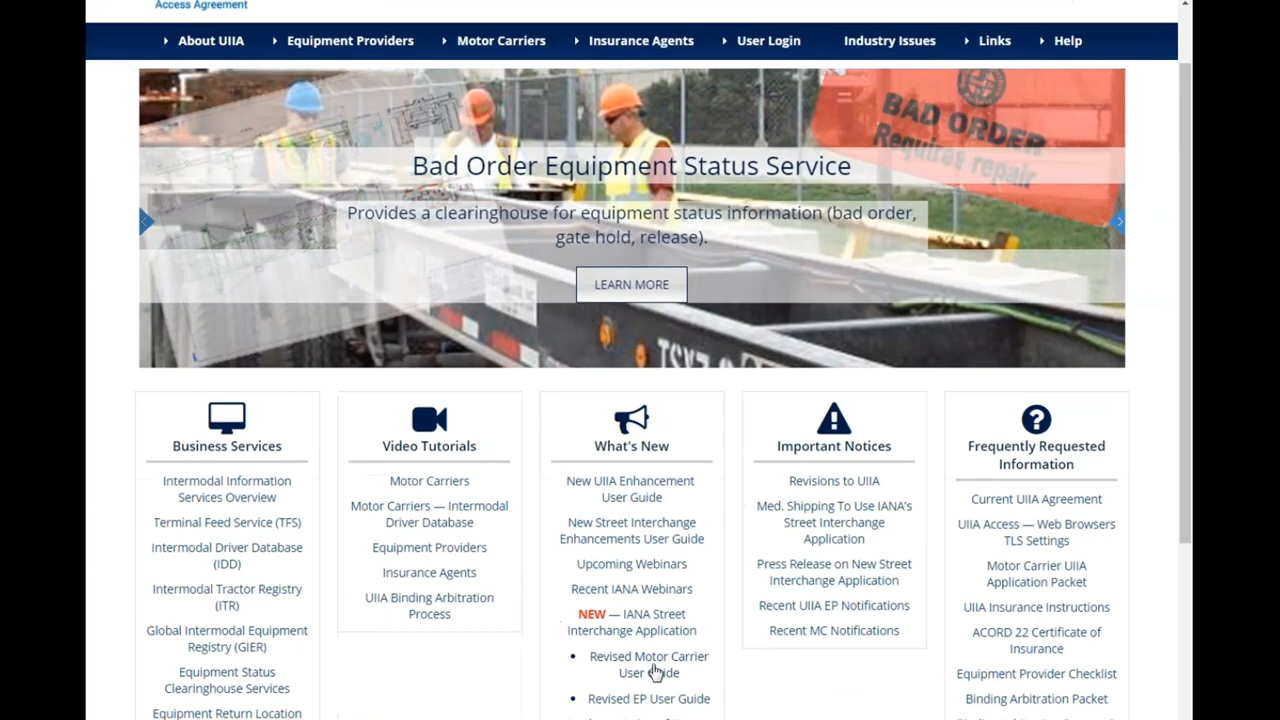 Access Agreement
About UIIA
Equipment Providers
Motor Carriers
Insurance Agents
User Login
Industry Issues
Links
Help
BAD ORDER
Requires repair
Bad Order Equipment Status Service
Provides a clearinghouse for equipment status information (bad order,
gate hold, release).
LEARN MORE
Business Services
Intermodal Information
Services Overview
Terminal Feed Service (TFS)
Intermodal Driver Database
(IDD)
Intermodal Tractor Registry
(ITR)
Global Intermodal Equipment
Registry (GIER)
Equipment Status
Clearinghouse Services
Equipment Return Location
Video Tutorials
Motor Carriers
Motor Carriers — Intermodal
Driver Database
Equipment Providers
Insurance Agents
UIIA Binding Arbitration
Process
What's New
New UIIA Enhancement
User Guide
New Street Interchange
Enhancements User Guide
Upcoming Webinars
Recent IANA Webinars
NEW — IANA Street
Interchange Application
• Revised Motor Carrier
User Guide
• Revised EP User Guide
Important Notices
Revisions to UIIA
Med. Shipping To Use IANA's
Street Interchange
Application
Press Release on New Street
Interchange Application
Recent UIIA EP Notifications
Recent MC Notifications
Frequently Requested
Information
Current UIIA Agreement
UIIA Access — Web Browsers
TLS Settings
Motor Carrier UIIA
Application Packet
UIIA Insurance Instructions
ACORD 22 Certificate of
Insurance
Equipment Provider Checklist
Binding Arbitration Packet